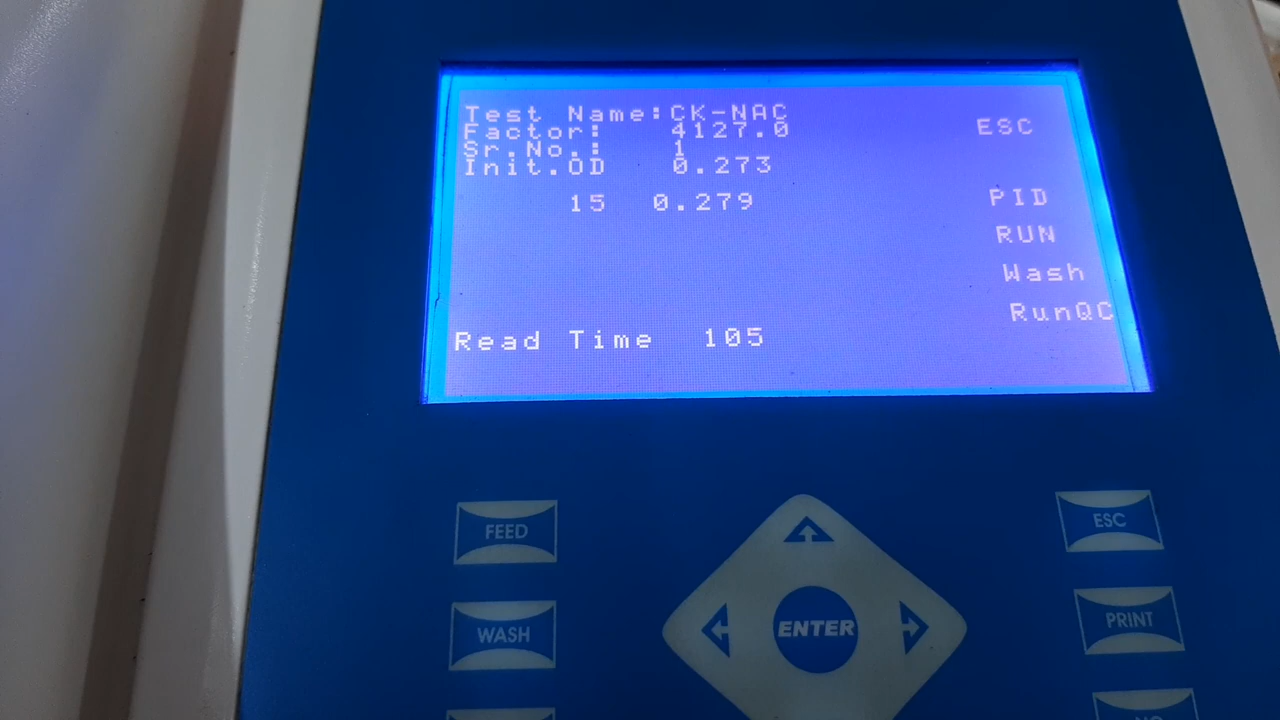 Test Name:CK-NAC
Factor: 4127.0
Sr.No.: 1
Init.OD 0.273
15 0.279
Read Time 105
ESC
PID
RUN
Wash
RunQC
FEED
ESC
WASH
ENTER
PRINT
NO